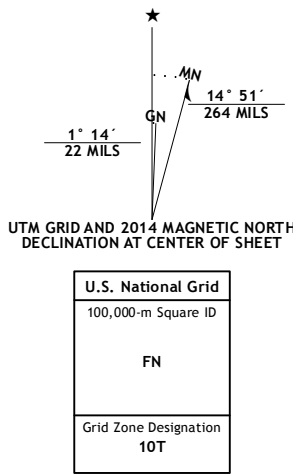 ★
MN
GN
1° 14´
22 MILS
14° 51´
264 MILS
UTM GRID AND 2014 MAGNETIC NORTH
DECLINATION AT CENTER OF SHEET
U.S. National Grid
100,000-m Square ID
FN
Grid Zone Designation
10T